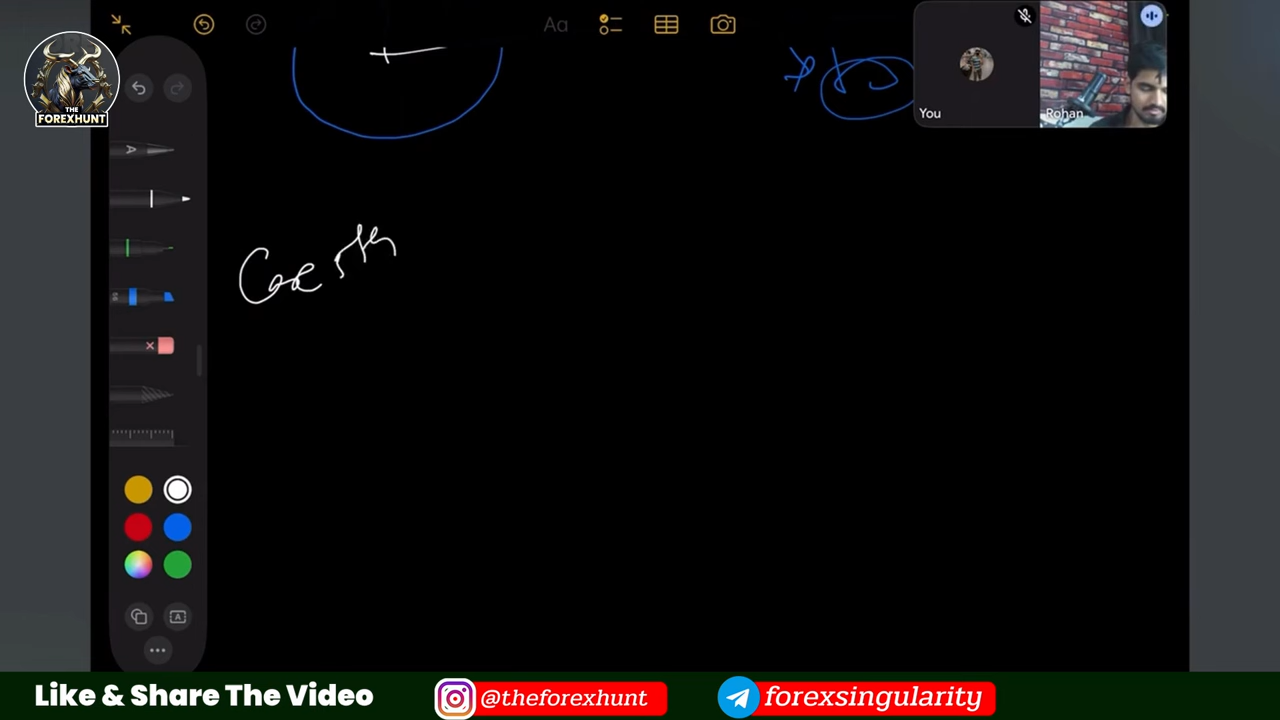 Aa
You
Rohan
THE
FOREXHUNT
A
Like & Share The Video
@theforexhunt
forexsingularity